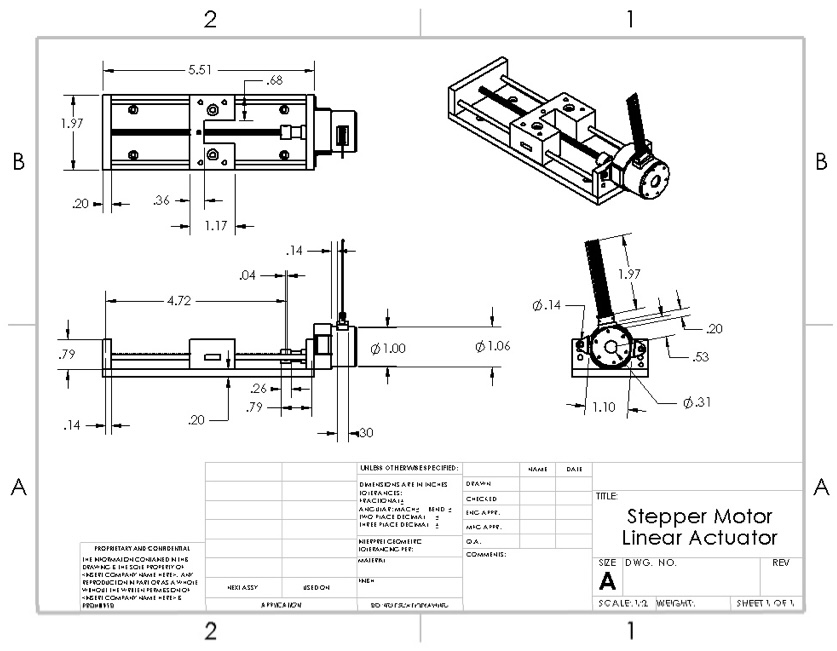 2
1
5.51
.68
1.97
B
B
.20
.36
1.17
.14
.04
1.97
4.72
Ø.14
.20
.79
Ø1.00
Ø1.06
.53
.26
.79
.20
.14
.30
1.10
Ø.31
A
A
UNLESS OTHERWISE SPECIFIED:
NAME
DATE
DIMENSIONS ARE IN INCHES
TOLERANCES:
FRACTIONAL±
ANGULAR: MACH± BEND ±
TWO PLACE DECIMAL ±
THREE PLACE DECIMAL ±
DRAWN
CHECKED
ENG APPR.
MFG APPR.
Q.A.
COMMENTS:
INTERPRET GEOMETRIC
TOLERANCING PER:
MATERIAL
FINISH
TITLE:
Stepper Motor
Linear Actuator
SIZE
DWG. NO.
REV
A
SCALE: 1:2
WEIGHT:
SHEET 1 OF 1
PROPRIETARY AND CONFIDENTIAL
THE INFORMATION CONTAINED IN THIS
DRAWING IS THE SOLE PROPERTY OF
<INSERT COMPANY NAME HERE>. ANY
REPRODUCTION IN PART OR AS A WHOLE
WITHOUT THE WRITTEN PERMISSION OF
<INSERT COMPANY NAME HERE> IS
PROHIBITED.
NEXT ASSY
USED ON
APPLICATION
DO NOT SCALE DRAWING
2
1